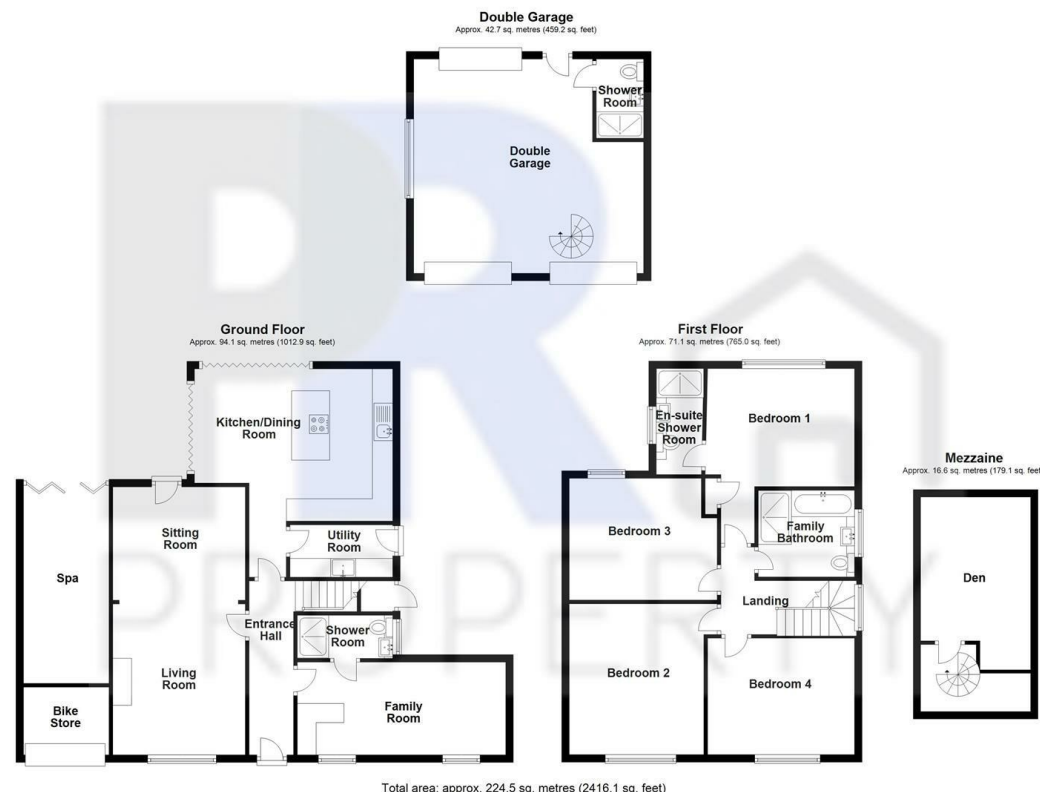 Double Garage
Approx. 42.7 sq. metres (459.2 sq. feet)
Shower
Room
Double
Garage
Ground Floor
Approx. 94.1 sq. metres (1012.9 sq. feet)
Kitchen/Dining
Room
Sitting
Room
Utility
Room
Spa
Entrance
Hall
Shower
Room
Living
Room
Family
Room
Bike
Store
First Floor
Approx. 71.1 sq. metres (765.0 sq. feet)
En-suite
Shower
Room
Bedroom 1
Bedroom 3
Family
Bathroom
Landing
Bedroom 2
Bedroom 4
Mezzaine
Approx. 16.6 sq. metres (179.1 sq. feet
Den
Total area: approx. 224.5 sq. metres (2416.1 sq. feet)
PR
PROPERTY